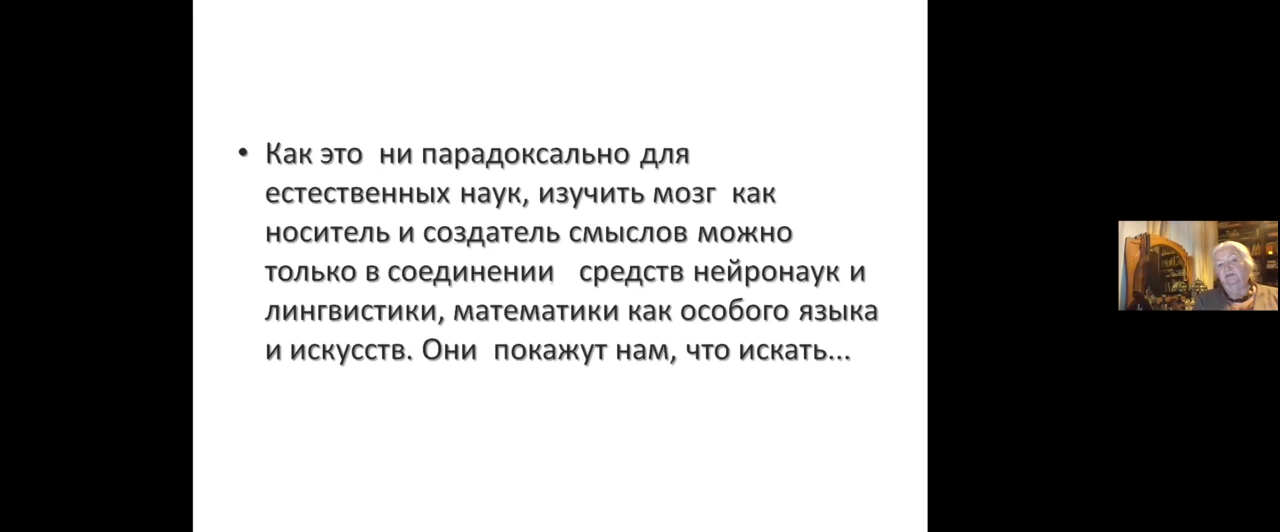 • Как это ни парадоксально для
естественных наук, изучить мозг как
носитель и создатель смыслов можно
только в соединении средств нейронаук и
лингвистики, математики как особого языка
и искусств. Они покажут нам, что искать...